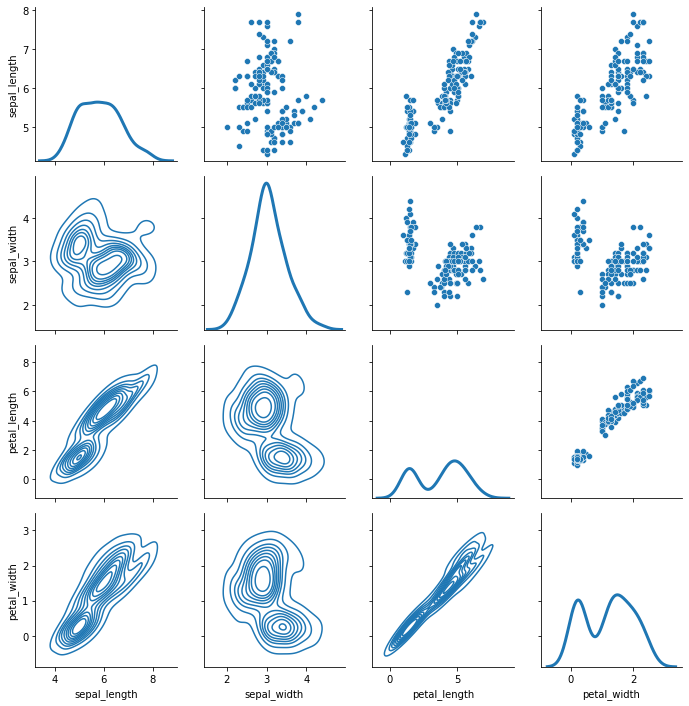 8
7
6
5
sepal_length
4
3
2
sepal_width
8
6
4
2
0
petal_length
3
2
1
0
petal_width
4 6 8
2 3 4
0 5
0 2
sepal_length sepal_width petal_length petal_width